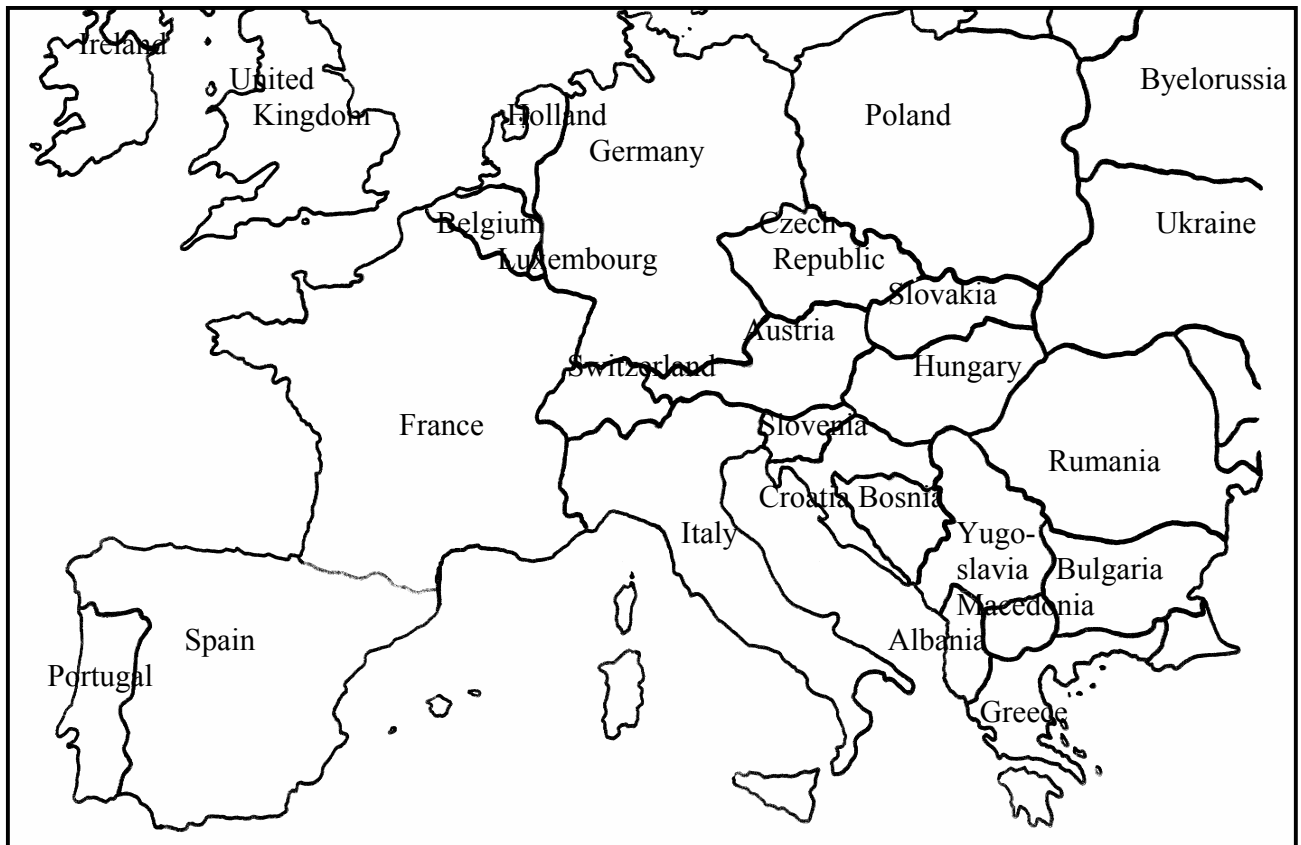 Ireland
United
Kingdom
Holland
Germany
Poland
Byelorussia
Belgium
Luxembourg
Czech
Republic
Ukraine
Slovakia
Austria
Switzerland
Hungary
France
Slovenia
Rumania
Croatia
Bosnia
Italy
Yugo-
slavia
Bulgaria
Macedonia
Spain
Albania
Portugal
Greece